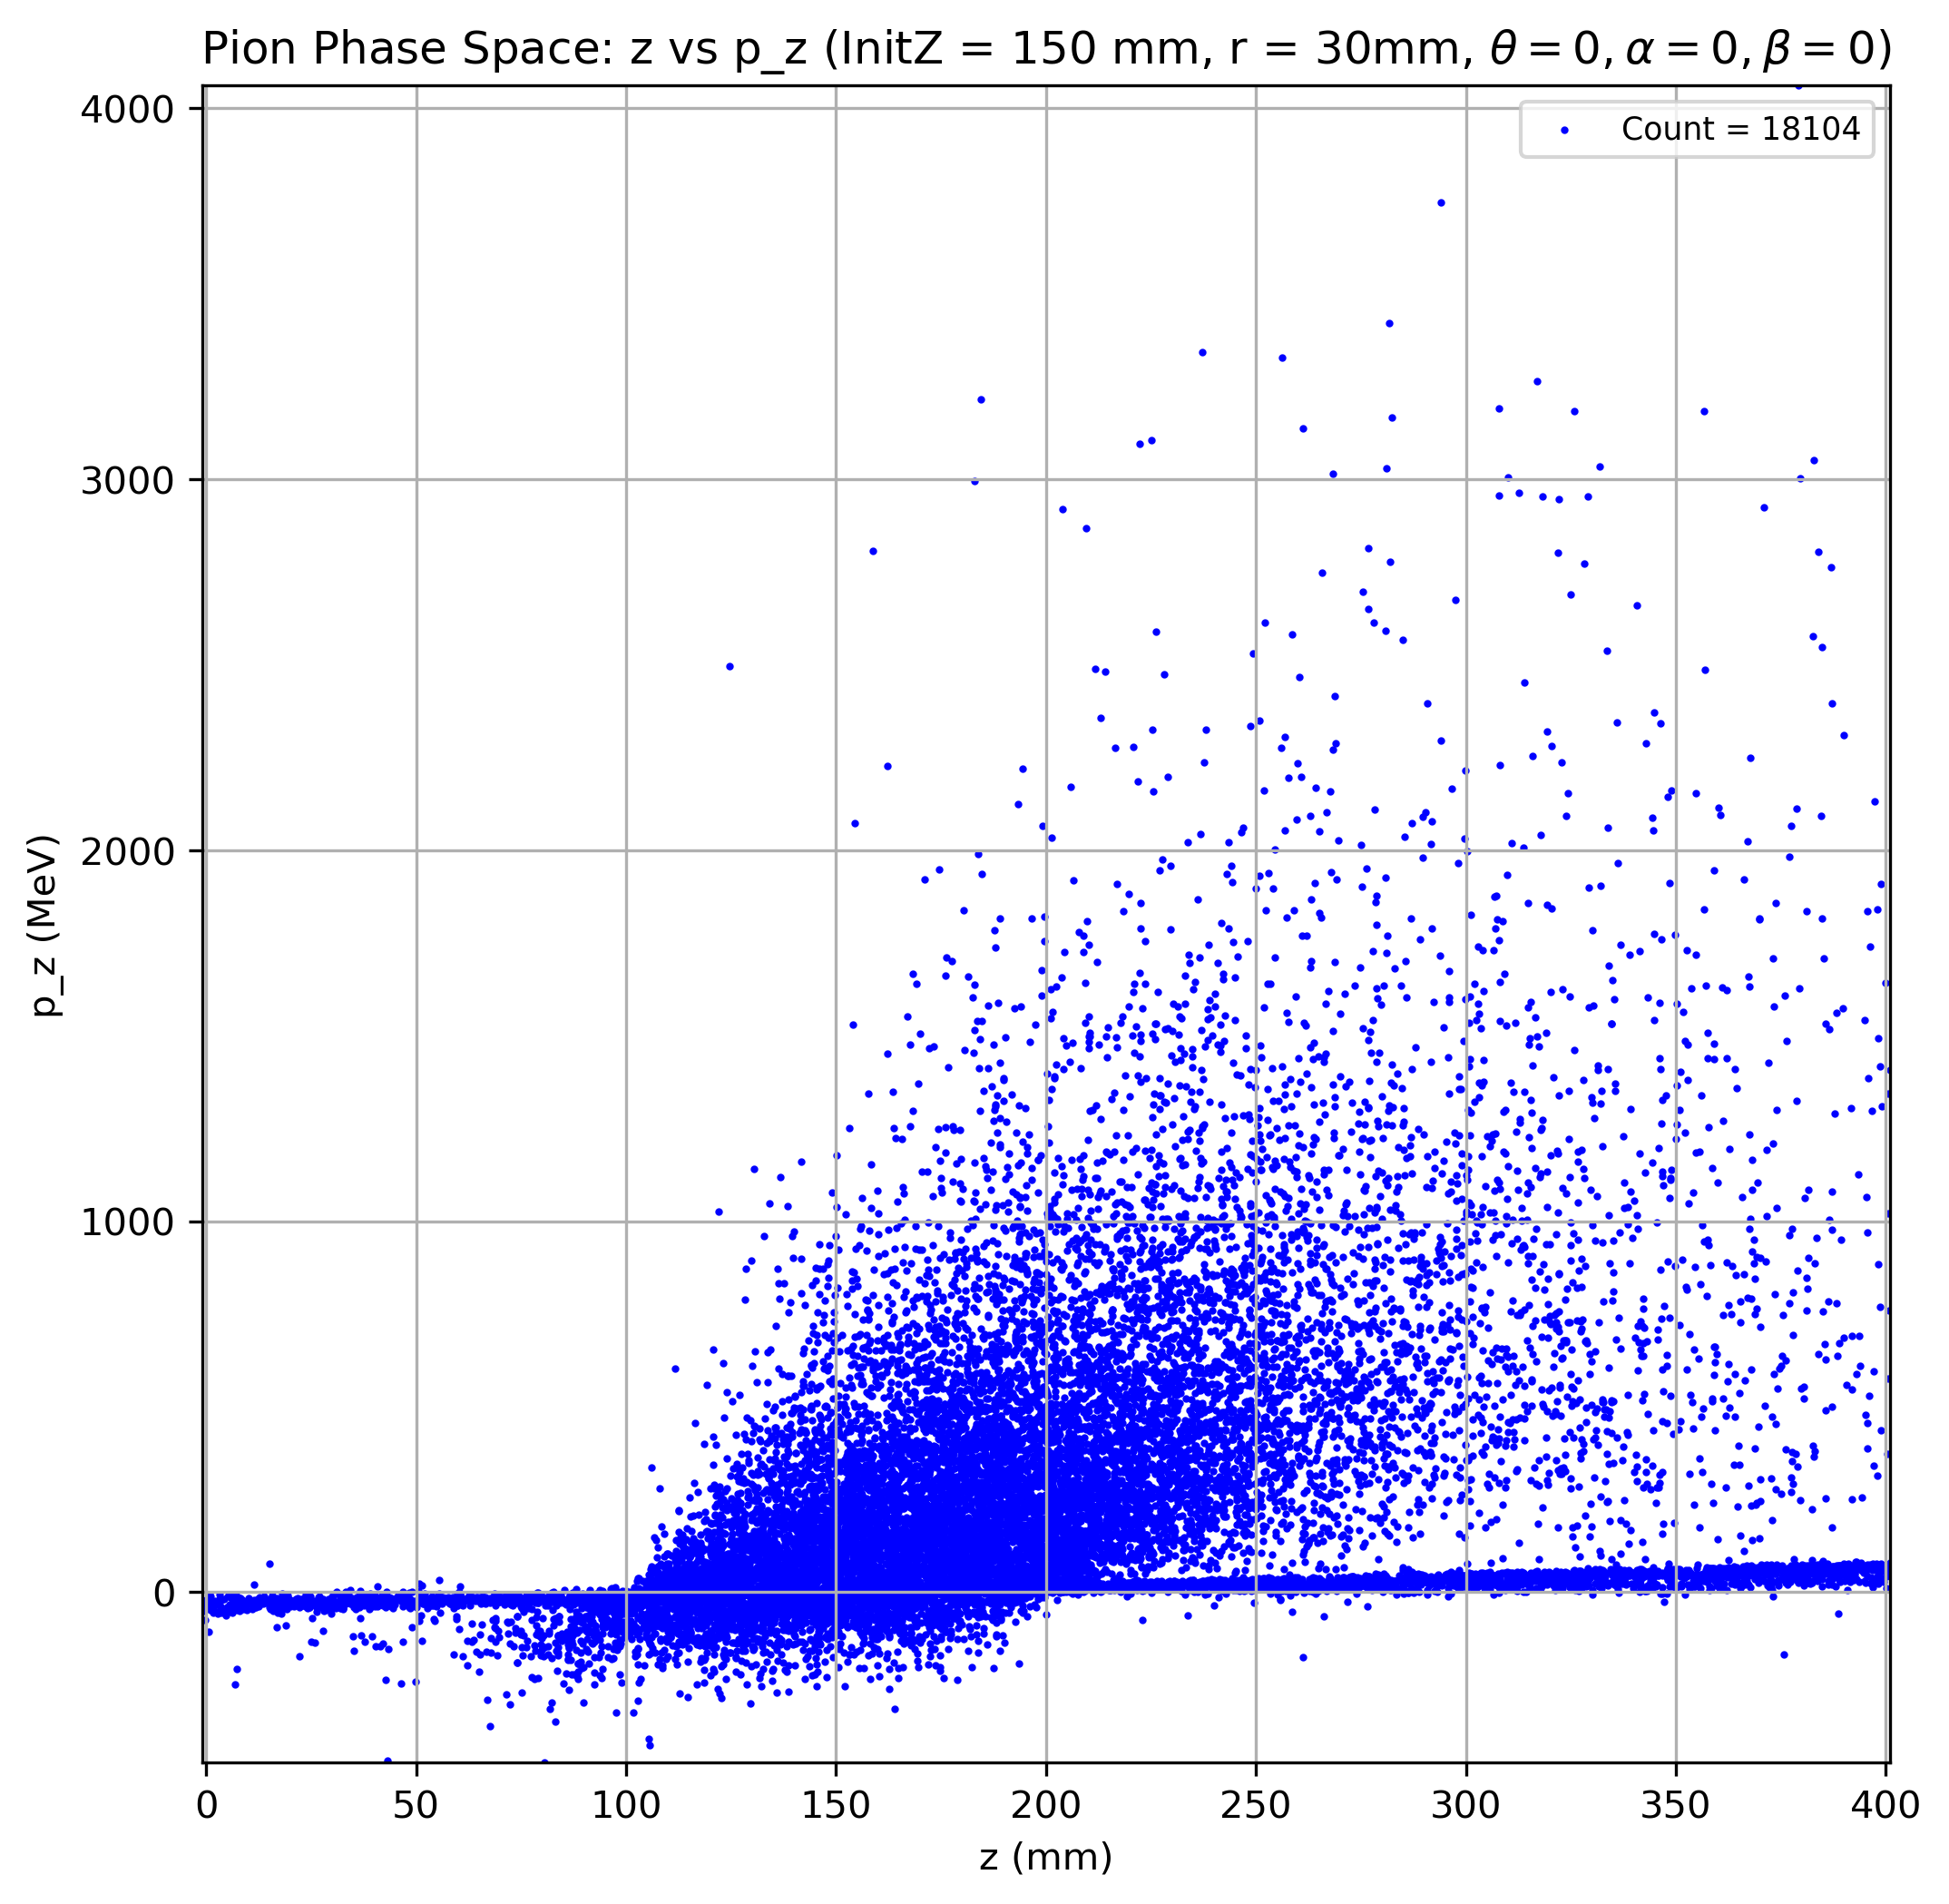 Pion Phase Space: z vs p_z (InitZ = 150 mm, r = 30mm, θ = 0, α = 0, β = 0)
Count = 18104
4000
3000
2000
1000
0
p_z (MeV)
0 50 100 150 200 250 300 350 400
z (mm)